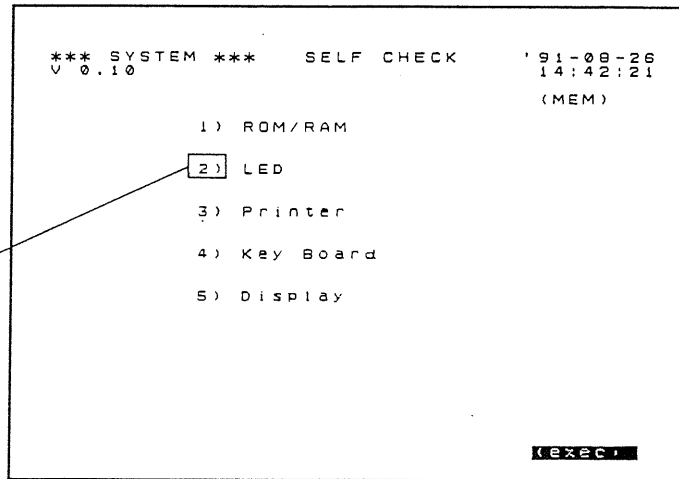 *** SYSTEM *** SELF CHECK '91-08-26
V 0.10 14:42:21
(MEM)
1) ROM/RAM
2) LED
3) Printer
4) Key Board
5) Display
(exec)